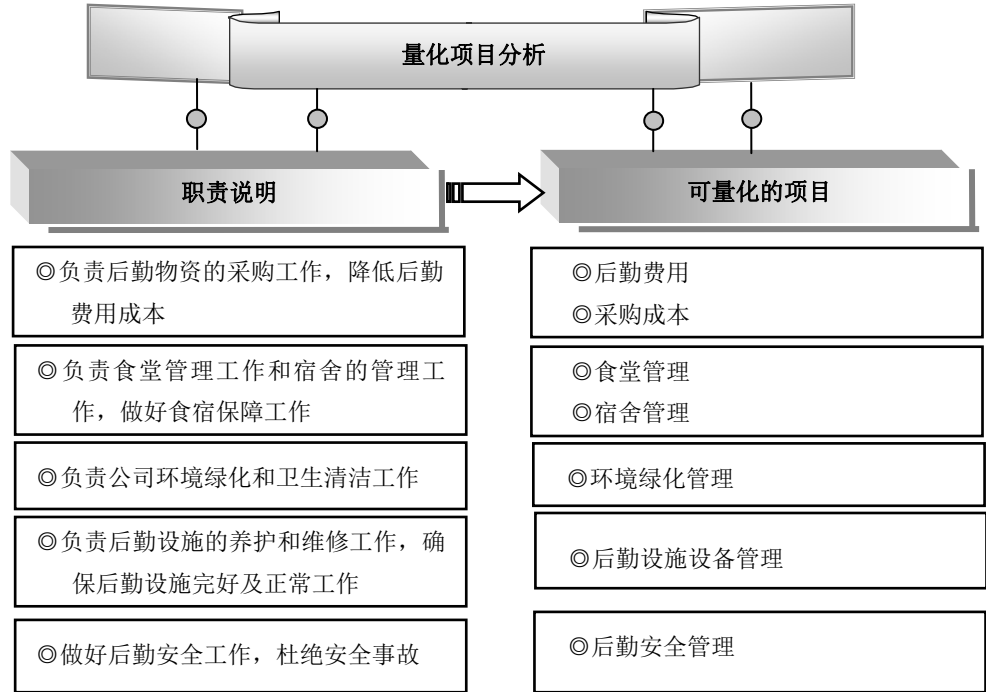 量化项目分析
职责说明
可量化的项目
◎负责后勤物资的采购工作，降低后勤
费用成本
◎后勤费用
◎采购成本
◎负责食堂管理工作和宿舍的管理工
作，做好食宿保障工作
◎食堂管理
◎宿舍管理
◎负责公司环境绿化和卫生清洁工作
◎环境绿化管理
◎负责后勤设施的养护和维修工作，确
保后勤设施完好及正常工作
◎后勤设施设备管理
◎做好后勤安全工作，杜绝安全事故
◎后勤安全管理